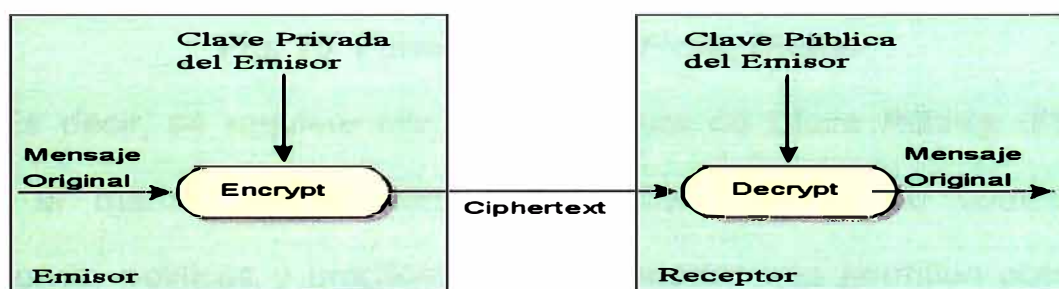 Clave Privada
del Emisor
Mensaje
Original
Encrypt
Emisor
Ciphertext
Clave Pública
del Emisor
Decrypt
Mensaje
Original
Receptor